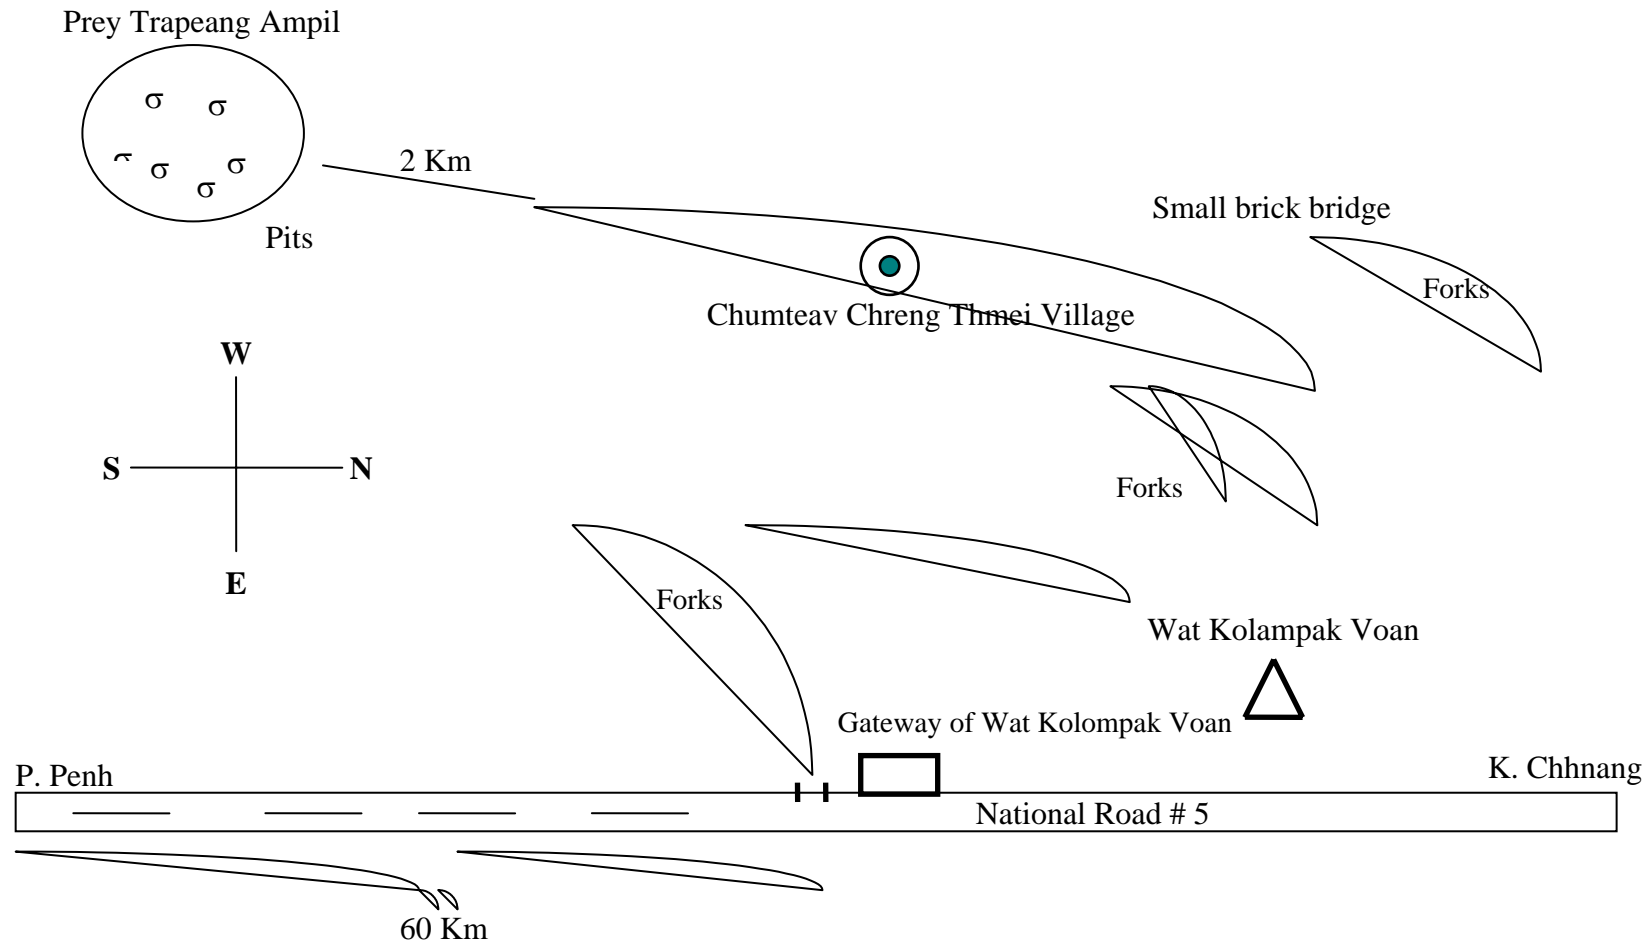 Prey Trapeang Ampil
σ σ
σ σ σ
σ
2 Km
Small brick bridge
Pits
Forks
Chumteav Chreng Thmei Village
W
S N
E
Forks
Forks
Wat Kolampak Voan
Gateway of Wat Kolompak Voan
P. Penh
K. Chhnang
National Road # 5
60 Km